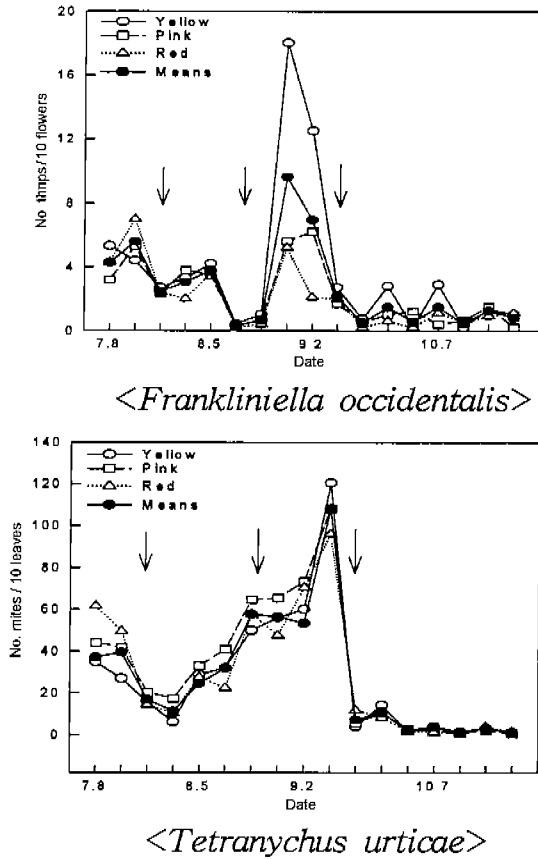 20
16
12
8
4
0
No thrips/10 flowers
Yellow
Pink
Red
Means
7.8
8.5
9.2
10.7
Date
<Frankliniella occidentalis>
140
120
100
80
60
40
20
0
No. mites / 10 leaves
Yellow
Pink
Red
Means
7.8
8.5
9.2
10.7
Date
<Tetranychus urticae>